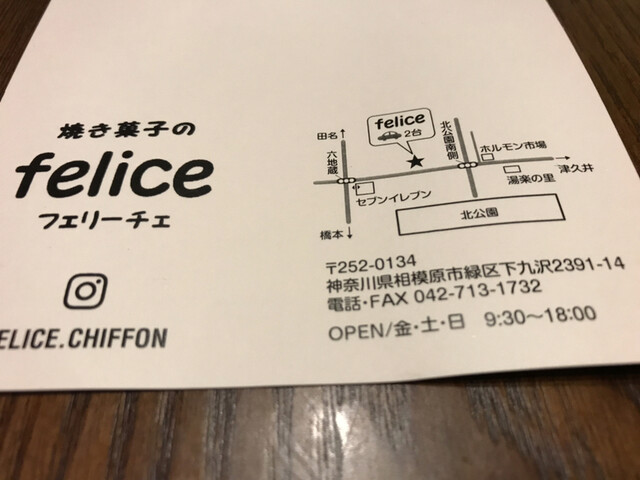 焼き菓子の
felice
フェリーチェ
ELICE.CHIFFON
felice
2台
田名
六地蔵
北公園南側
ホルモン市場
津久井
湯楽の里
セブンイレブン
北公園
橋本
〒252-0134
神奈川県相模原市緑区下九沢2391-14
電話・FAX 042-713-1732
OPEN/金・土・日 9:30〜18:00